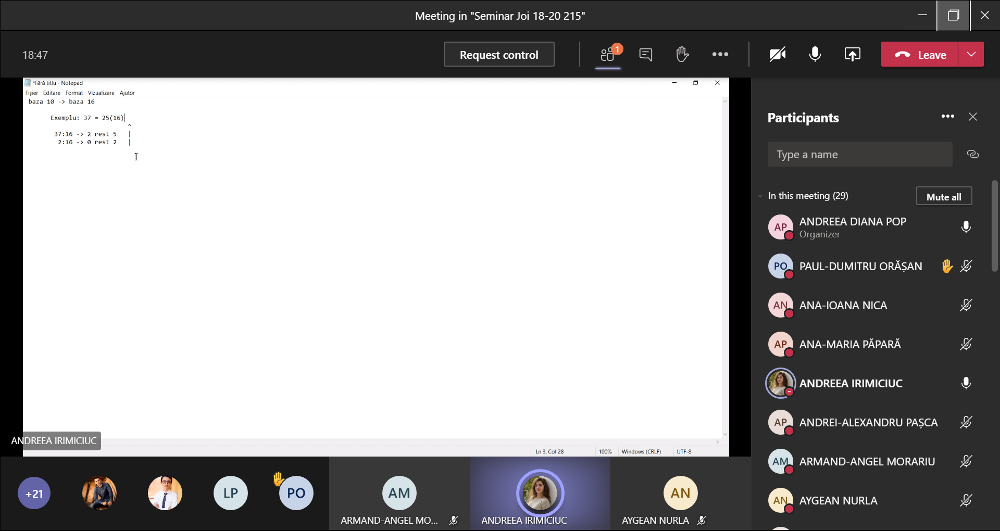 Meeting in "Seminar Joi 18-20 215"
18:47
Request control
1
Leave
*Fără titlu - Notepad
Fișier Editare Format Vizualizare Ajutor
baza 10 -> baza 16
Exemplu: 37 = 25(16)
^
37:16 -> 2 rest 5 |
2:16 -> 0 rest 2 |
ANDREEA IRIMICIUC
Ln 3, Col 28
100%
Windows (CRLF)
UTF-8
+21
LP
PO
AM
ARMAND-ANGEL MO...
ANDREEA IRIMICIUC
AN
AYGEAN NURLA
Participants
Type a name
In this meeting (29)
Mute all
AP
ANDREEA DIANA POP
Organizer
PO
PAUL-DUMITRU ORĂȘAN
AN
ANA-IOANA NICA
AP
ANA-MARIA PĂPARĂ
ANDREEA IRIMICIUC
AP
ANDREI-ALEXANDRU PAȘCA
AM
ARMAND-ANGEL MORARIU
AN
AYGEAN NURLA